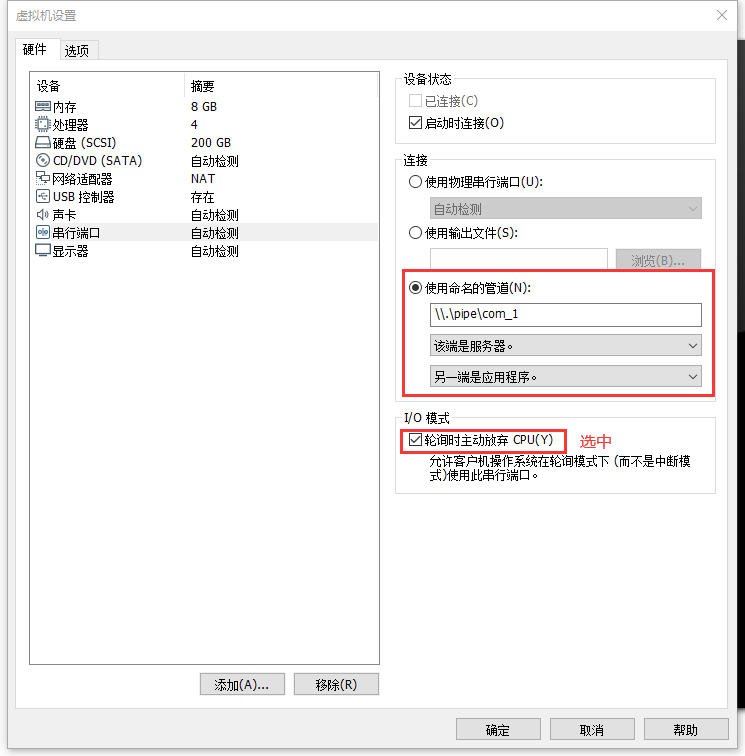 虚拟机设置
硬件 选项
设备 摘要
内存 8 GB
处理器 4
硬盘 (SCSI) 200 GB
CD/DVD (SATA) 自动检测
网络适配器 NAT
USB 控制器 存在
声卡 自动检测
串行端口 自动检测
显示器 自动检测
添加(A)... 移除(R)
设备状态
已连接(C)
启动时连接(O)
连接
使用物理串行端口(U):
自动检测
使用输出文件(S):
浏览(B)...
使用命名的管道(N):
\\.\pipe\com_1
该端是服务器。
另一端是应用程序。
I/O 模式
轮询时主动放弃 CPU(Y) 选中
允许客户机操作系统在轮询模式下 (而不是中断模
式)使用此串行端口。
确定 取消 帮助